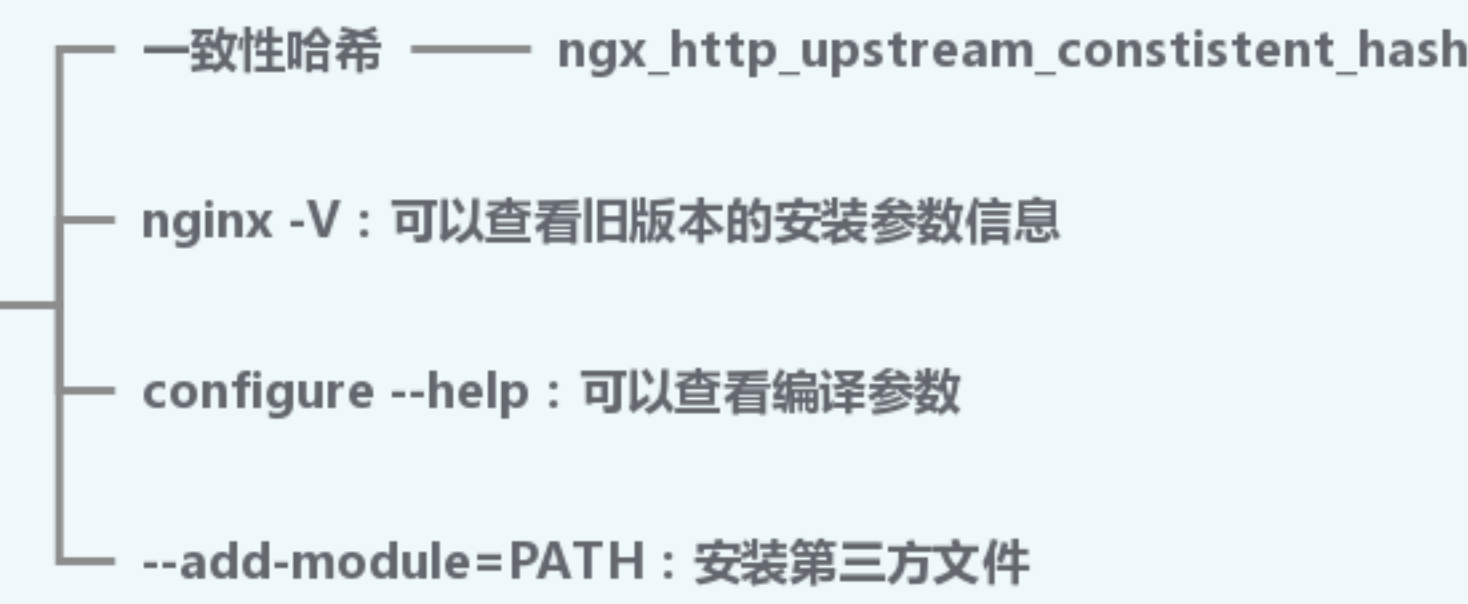 一致性哈希 ngx_http_upstream_constistent_hash
nginx -V：可以查看旧版本的安装参数信息
configure --help：可以查看编译参数
--add-module=PATH：安装第三方文件